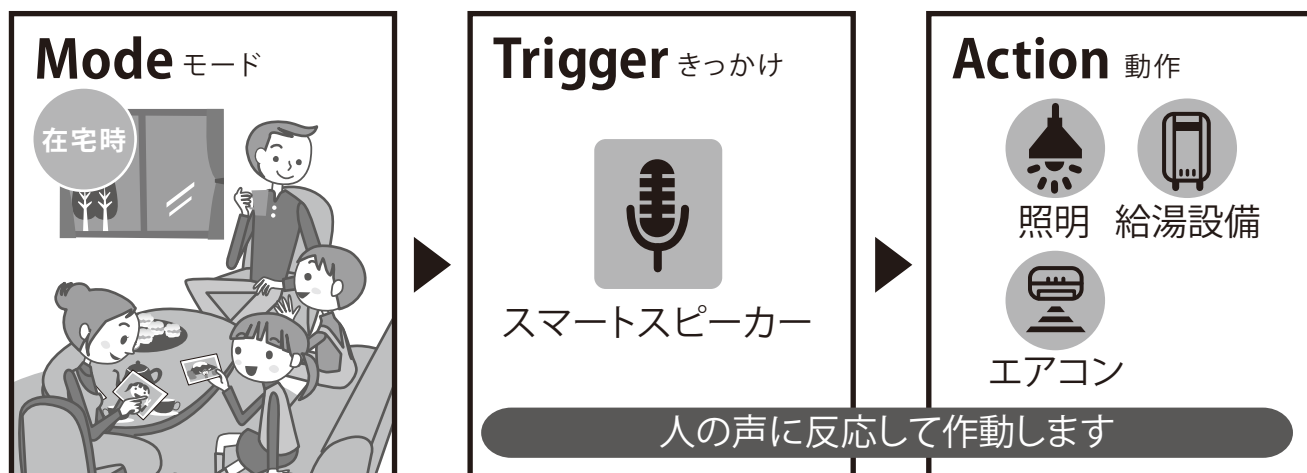 Mode モード
在宅時
Trigger きっかけ
スマートスピーカー
Action 動作
照明 給湯設備
エアコン
人の声に反応して作動します